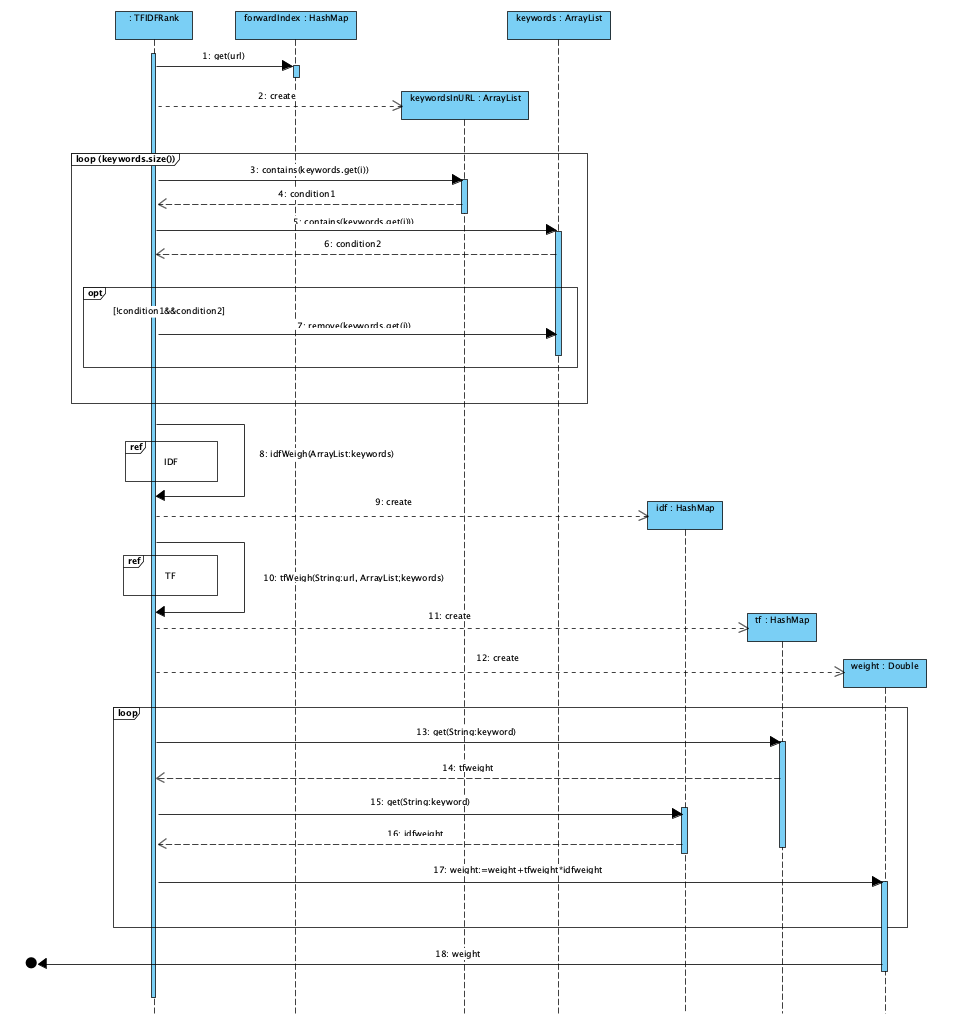 : TFIDFRank
forwardIndex : HashMap
keywords : ArrayList
1: get(url)
2: create
keywordsInURL : ArrayList
loop (keywords.size())
3: contains(keywords.get(i))
4: condition1
5: contains(keywords.get(i)))
6: condition2
opt
[!condition1&&condition2]
7: remove(keywords.get(i))
ref
IDF
8: idfWeigh(ArrayList:keywords)
9: create
idf : HashMap
ref
TF
10: tfWeigh(String:url, ArrayList;keywords)
11: create
tf : HashMap
12: create
weight : Double
loop
13: get(String:keyword)
14: tfweight
15: get(String:keyword)
16: idfweight
17: weight:=weight+tfweight*idfweight
18: weight